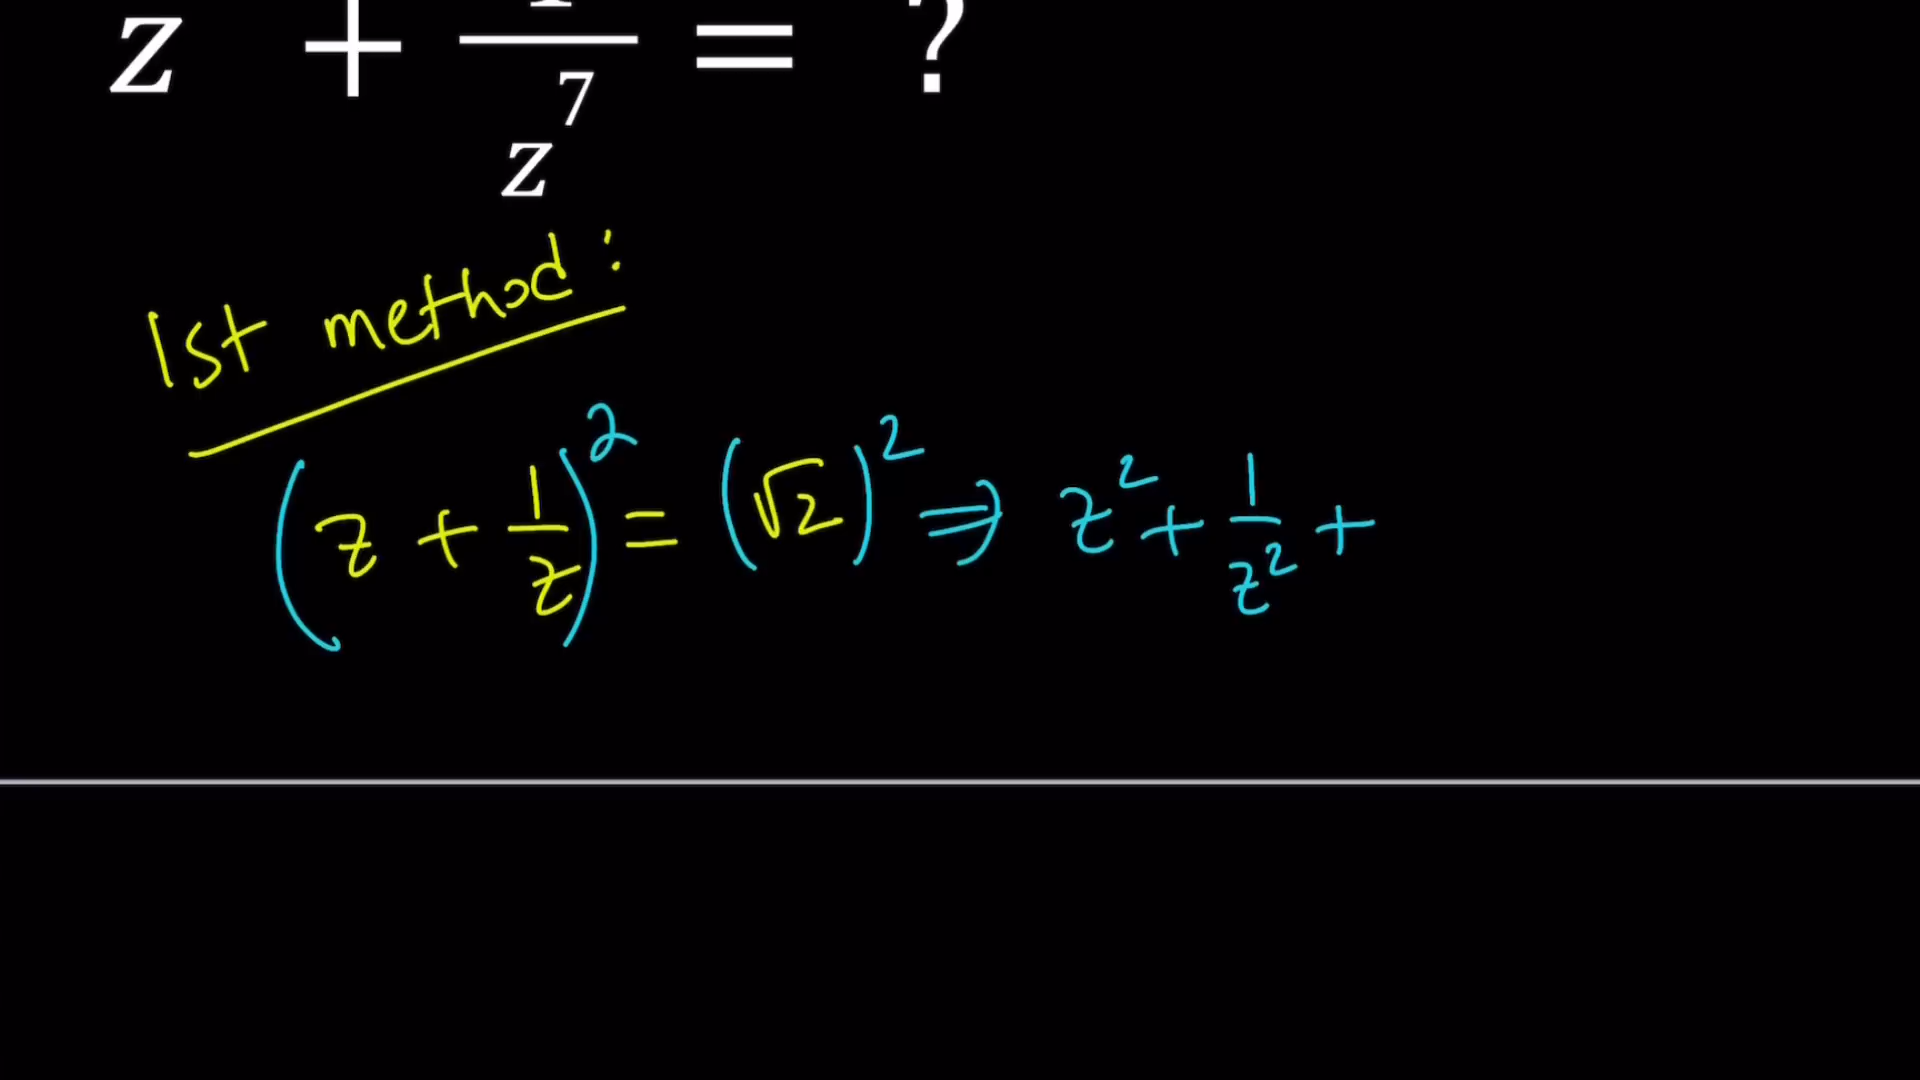 z + 1/z^7 = ?
1st method:
(z + 1/z)^2 = (√2)^2 ⇒ z^2 + 1/z^2 +